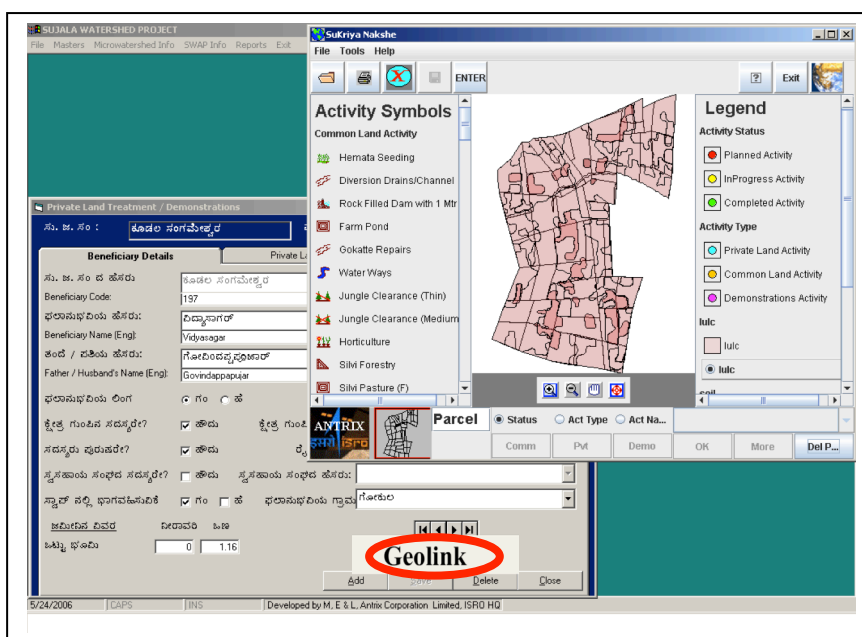 SUJALA WATERSHED PROJECT
File Masters Microwatershed Info SWAP Info Reports Exit
SuKriya Nakshe
File Tools Help
ENTER
? Exit
Activity Symbols
Common Land Activity
Hemata Seeding
Diversion Drains/Channel
Rock Filled Dam with 1 Mtr
Farm Pond
Gokatte Repairs
Water Ways
Jungle Clearance (Thin)
Jungle Clearance (Medium
Horticulture
Silvi Forestry
Silvi Pasture (F)
Legend
Activity Status
Planned Activity
InProgress Activity
Completed Activity
Activity Type
Private Land Activity
Common Land Activity
Demonstrations Activity
lulc
lulc
lulc
soil
ANTRIX
इसरो isro
Parcel
Status Act Type Act Na...
Comm Pvt Demo OK More Del P...
Private Land Treatment / Demonstrations
ಸು. ಜ. ಸಂ : ಕೂಡಲ ಸಂಗಮೇಶ್ವರ
Beneficiary Details Private La
ಸು. ಜ. ಸಂ ದ ಹೆಸರು ಕೂಡಲ ಸಂಗಮೇಶ್ವರ
Beneficiary Code: 197
ಫಲಾನುಭವಿಯ ಹೆಸರು: ವಿದ್ಯಾಸಾಗರ್
Beneficiary Name (Eng): Vidyasagar
ತಂದೆ / ಪತಿಯ ಹೆಸರು: ಗೋವಿಂದಪ್ಪಪೂಜಾರ್
Father / Husband's Name (Eng): Govindappapujar
ಫಲಾನುಭವಿಯ ಲಿಂಗ ಗಂ ಹೆ
ಕ್ಷೇತ್ರ ಗುಂಪಿನ ಸದಸ್ಯರೇ? ಹೌದು ಕ್ಷೇತ್ರ ಗುಂಪಿ
ಸದಸ್ಯರು ಪುರುಷರೇ? ಹೌದು
ಸ್ವಸಹಾಯ ಸಂಘದ ಸದಸ್ಯರೇ? ಹೌದು ಸ್ವಸಹಾಯ ಸಂಘದ ಹೆಸರು:
ಸ್ವಾಪ್ ನಲ್ಲಿ ಭಾಗವಹಿಸುವಿಕೆ ಗಂ ಹೆ ಫಲಾನುಭವಿಯ ಗ್ರಾಮ ಗೋಕುಲ
ಜಮೀನಿನ ವಿವರ ನೀರಾವರಿ ಒಣ
ಒಟ್ಟು ಭೂಮಿ 0 1.16
Geolink
Add Save Delete Close
5/24/2006 CAPS INS Developed by M, E & L, Antrix Corporation Limited, ISRO HQ